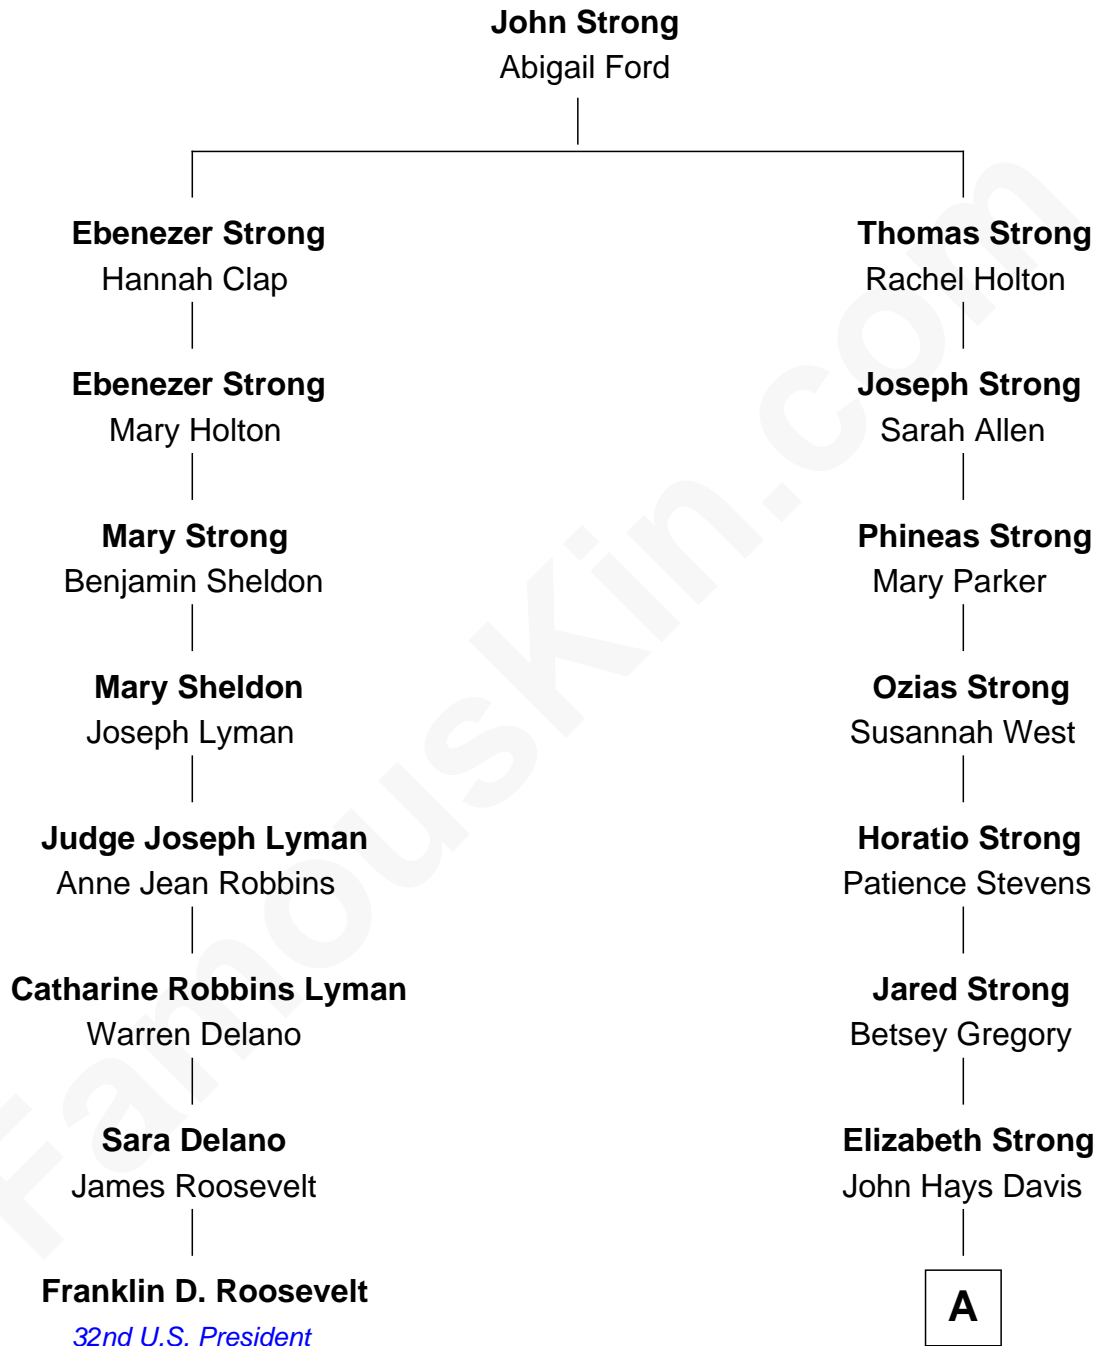 John Strong
Abigail Ford
Ebenezer Strong
Hannah Clap
Thomas Strong
Rachel Holton
Ebenezer Strong
Mary Holton
Joseph Strong
Sarah Allen
Mary Strong
Benjamin Sheldon
Phineas Strong
Mary Parker
Mary Sheldon
Joseph Lyman
Ozias Strong
Susannah West
Judge Joseph Lyman
Anne Jean Robbins
Horatio Strong
Patience Stevens
Catharine Robbins Lyman
Warren Delano
Jared Strong
Betsey Gregory
Sara Delano
James Roosevelt
Elizabeth Strong
John Hays Davis
Franklin D. Roosevelt
32nd U.S. President
A
FamousKin.com